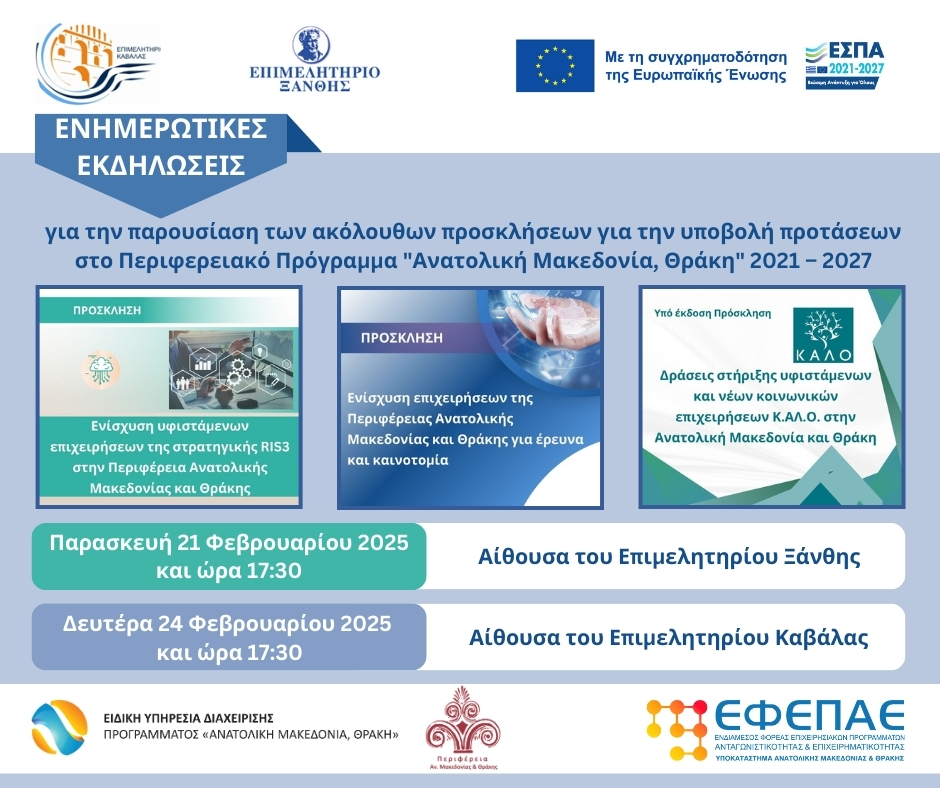 ΕΠΙΜΕΛΗΤΗΡΙ
ΚΑΒΑΛΑΣ
ΕΠΙΜΕΛΗΤΗΡΙΟ
ΞΑΝΘΗΣ
Με τη συγχρηματοδότηση
της Ευρωπαϊκής Ένωσης
ΕΣΠΑ
2021-2027
Βιώσιμη Ανάπτυξη για Όλους
ΕΝΗΜΕΡΩΤΙΚΕΣ
ΕΚΔΗΛΩΣΕΙΣ
για την παρουσίαση των ακόλουθων προσκλήσεων για την υποβολή προτάσεων
στο Περιφερειακό Πρόγραμμα "Ανατολική Μακεδονία, Θράκη" 2021 – 2027
ΠΡΟΣΚΛΗΣΗ
Ενίσχυση υφιστάμενων
επιχειρήσεων της στρατηγικής RIS3
στην Περιφέρεια Ανατολικής
Μακεδονίας και Θράκης
ΠΡΟΣΚΛΗΣΗ
Ενίσχυση επιχειρήσεων της
Περιφέρειας Ανατολικής
Μακεδονίας και Θράκης για έρευνα
και καινοτομία
Υπό έκδοση Πρόσκληση
ΚΑΛΟ
Δράσεις στήριξης υφιστάμενων
και νέων κοινωνικών
επιχειρήσεων Κ.ΑΛ.Ο. στην
Ανατολική Μακεδονία και Θράκη
Παρασκευή 21 Φεβρουαρίου 2025
και ώρα 17:30
Αίθουσα του Επιμελητηρίου Ξάνθης
Δευτέρα 24 Φεβρουαρίου 2025
και ώρα 17:30
Αίθουσα του Επιμελητηρίου Καβάλας
ΕΙΔΙΚΗ ΥΠΗΡΕΣΙΑ ΔΙΑΧΕΙΡΙΣΗΣ
ΠΡΟΓΡΑΜΜΑΤΟΣ «ΑΝΑΤΟΛΙΚΗ ΜΑΚΕΔΟΝΙΑ, ΘΡΑΚΗ»
Περιφέρεια
Αν. Μακεδονίας & Θράκης
ΕΦΕΠΑΕ
ΕΝΔΙΑΜΕΣΟΣ ΦΟΡΕΑΣ ΕΠΙΧΕΙΡΗΣΙΑΚΩΝ ΠΡΟΓΡΑΜΜΑΤΩΝ
ΑΝΤΑΓΩΝΙΣΤΙΚΟΤΗΤΑΣ & ΕΠΙΧΕΙΡΗΜΑΤΙΚΟΤΗΤΑΣ
ΥΠΟΚΑΤΑΣΤΗΜΑ ΑΝΑΤΟΛΙΚΗΣ ΜΑΚΕΔΟΝΙΑΣ & ΘΡΑΚΗΣ